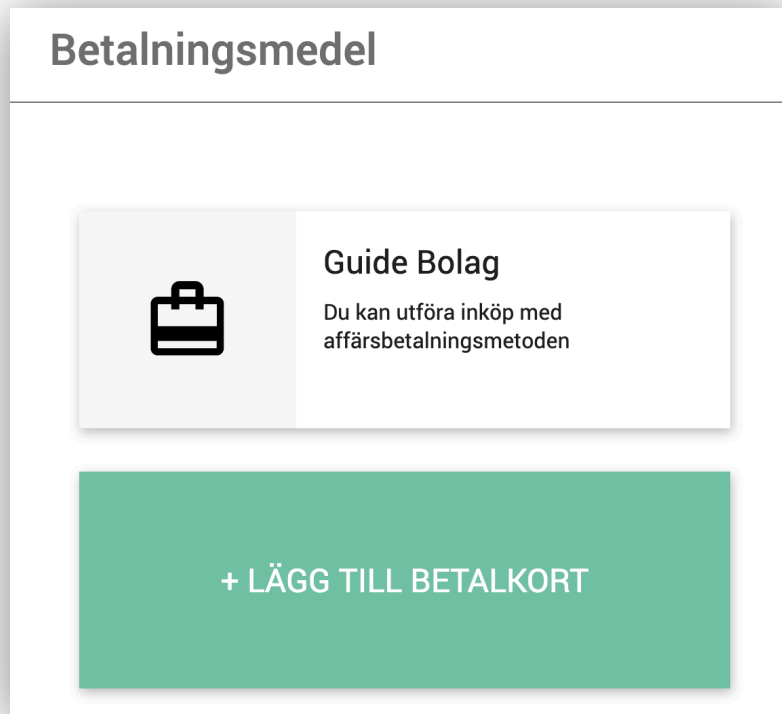 Betalningsmedel
Guide Bolag
Du kan utföra inköp med
affärsbetalningsmetoden
+ LÄGG TILL BETALKORT